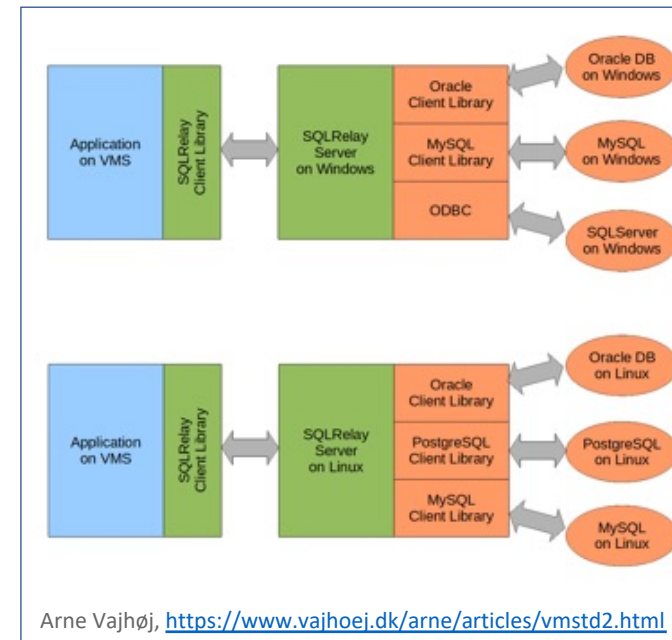 Application
on VMS
SQLRelay
Client Library
SQLRelay
Server
on Windows
Oracle
Client Library
MySQL
Client Library
ODBC
Oracle DB
on Windows
MySQL
on Windows
SQLServer
on Windows
Application
on VMS
SQLRelay
Client Library
SQLRelay
Server
on Linux
Oracle
Client Library
PostgreSQL
Client Library
MySQL
Client Library
Oracle DB
on Linux
PostgreSQL
on Linux
MySQL
on Linux
Arne Vajhøj, https://www.vajhoej.dk/arne/articles/vmstd2.html